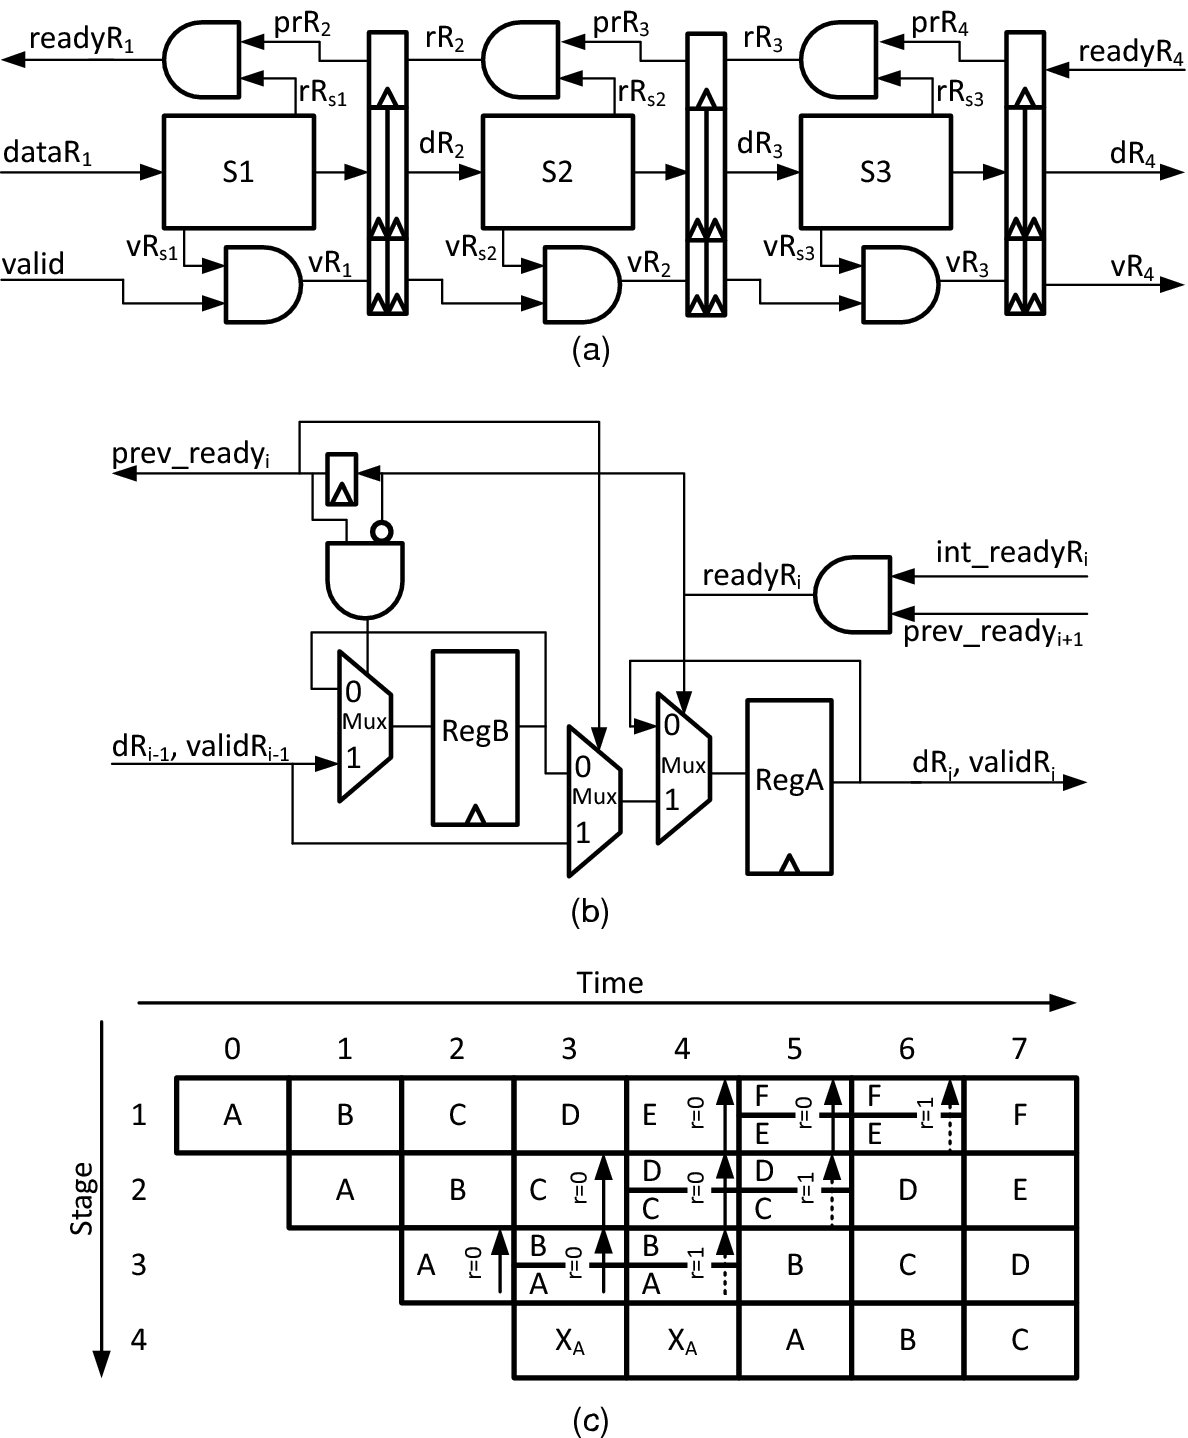 readyR1 prR2 rR2 prR3 rR3 prR4 readyR4
rRs1 rRs2 rRs3
dataR1 S1 dR2 S2 dR3 S3 dR4
valid vRs1 vR1 vRs2 vR2 vRs3 vR3 vR4
(a)
prev_readyi
int_readyRi
readyRi
prev_readyi+1
0 Mux 1
RegB
0 Mux 1
0 Mux 1
RegA
dRi-1, validRi-1
dRi, validRi
(b)
Time
0 1 2 3 4 5 6 7
Stage
1 A B C D E r=0 F E r=0 F E r=1 F
2 A B C r=0 D C r=0 D C r=1 D E
3 A r=0 B A r=0 B A r=1 B C D
4 XA XA A B C
(c)